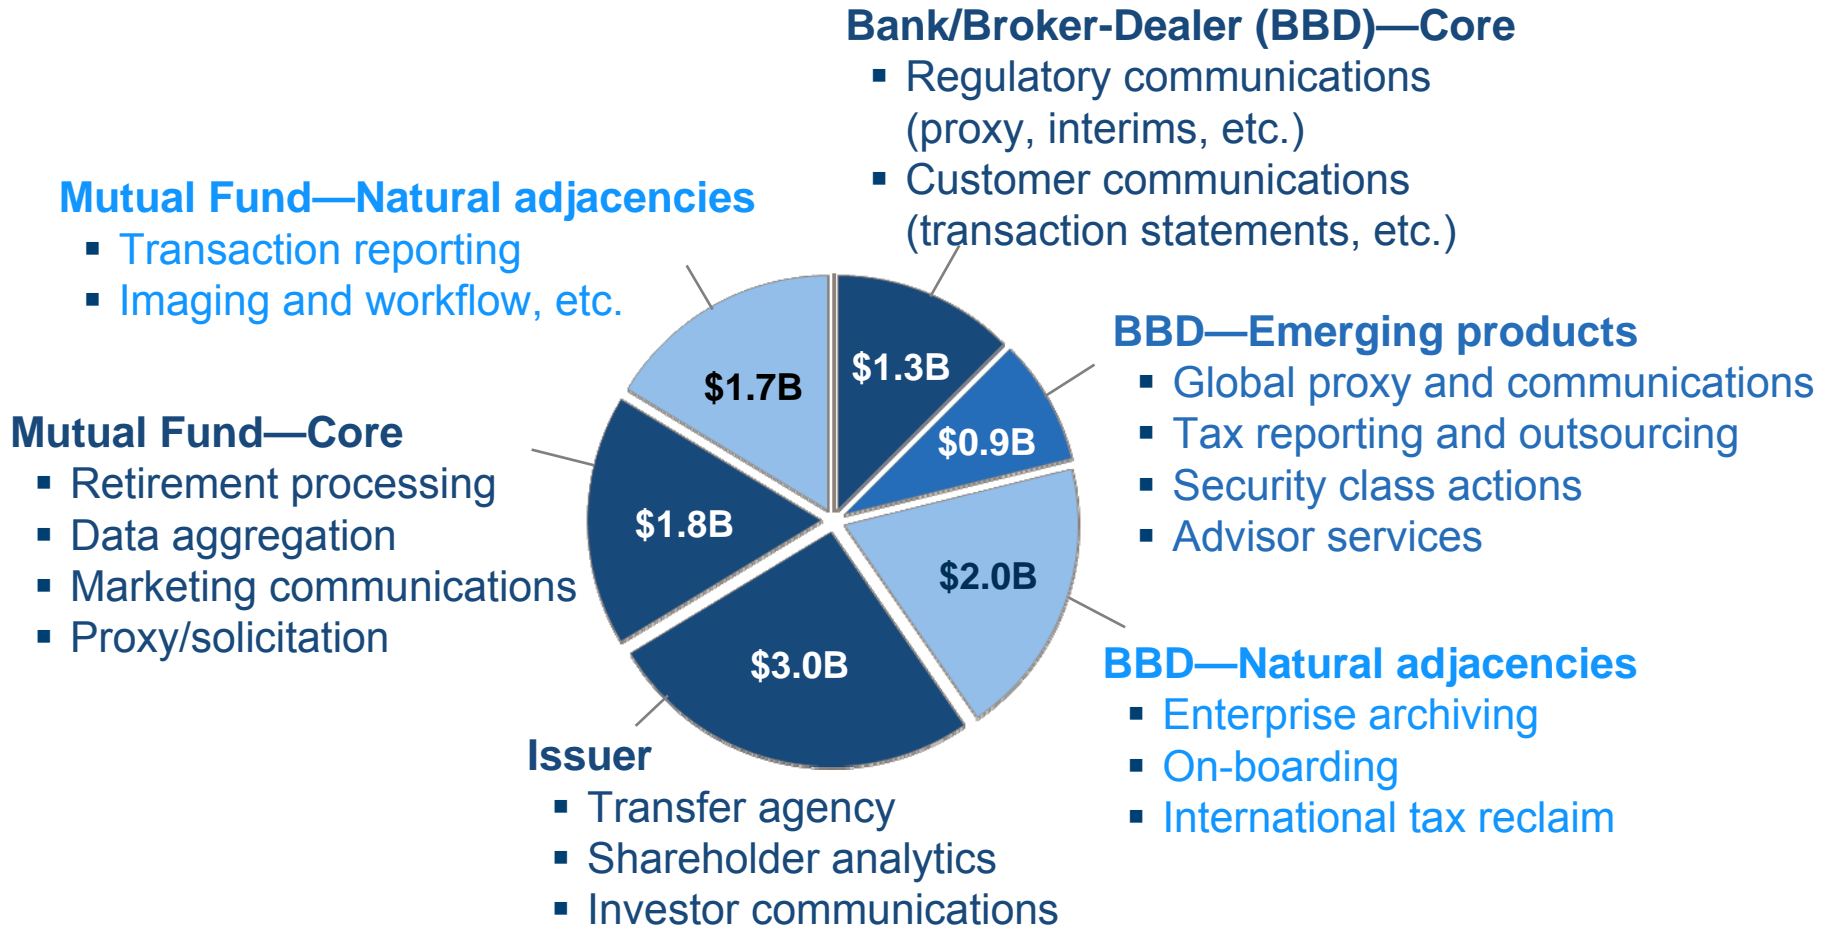 Bank/Broker-Dealer (BBD)—Core
▪ Regulatory communications
(proxy, interims, etc.)
▪ Customer communications
(transaction statements, etc.)
Mutual Fund—Natural adjacencies
▪ Transaction reporting
▪ Imaging and workflow, etc.
BBD—Emerging products
▪ Global proxy and communications
▪ Tax reporting and outsourcing
▪ Security class actions
▪ Advisor services
Mutual Fund—Core
▪ Retirement processing
▪ Data aggregation
▪ Marketing communications
▪ Proxy/solicitation
$1.3B
$0.9B
$2.0B
$3.0B
$1.8B
$1.7B
BBD—Natural adjacencies
▪ Enterprise archiving
▪ On-boarding
▪ International tax reclaim
Issuer
▪ Transfer agency
▪ Shareholder analytics
▪ Investor communications